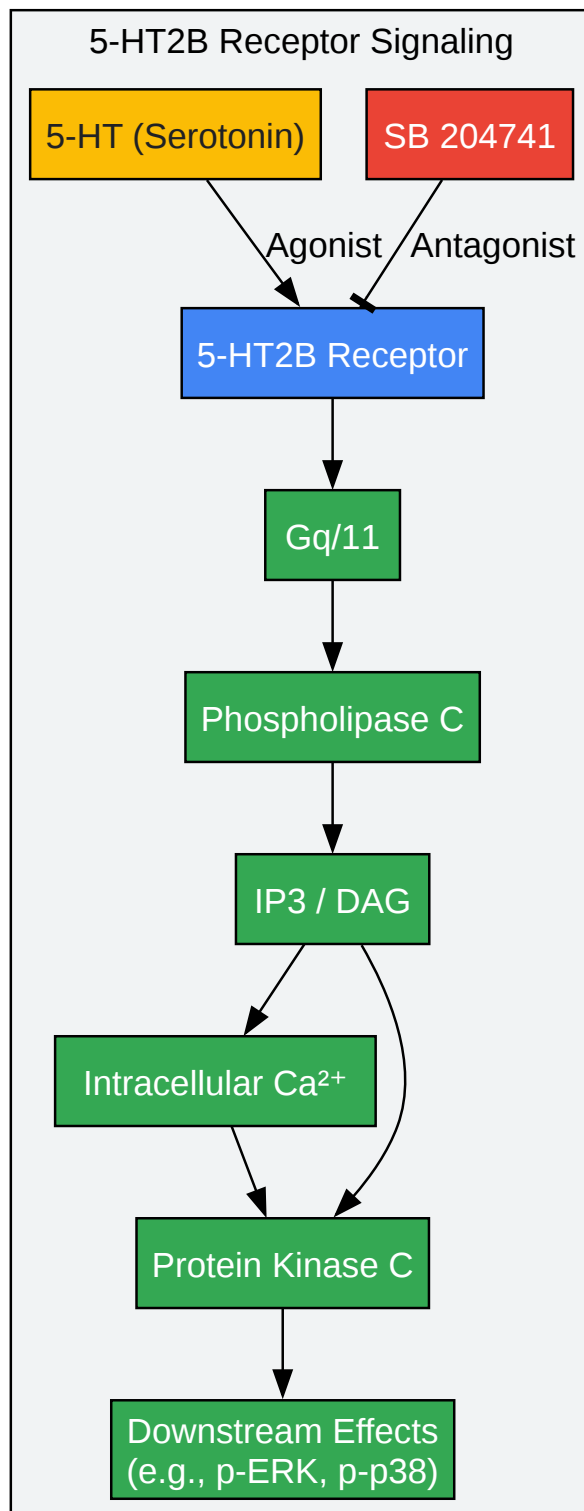 5-HT2B Receptor Signaling
5-HT (Serotonin)
SB 204741
Agonist
Antagonist
5-HT2B Receptor
Gq/11
Phospholipase C
IP3 / DAG
Intracellular Ca²⁺
Protein Kinase C
Downstream Effects
(e.g., p-ERK, p-p38)